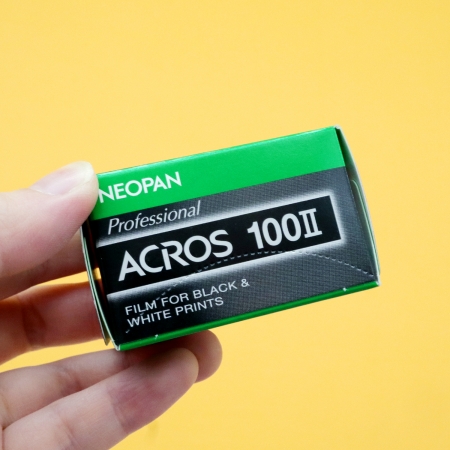 NEOPAN
Professional
ACROS 100II
FILM FOR BLACK &
WHITE PRINTS